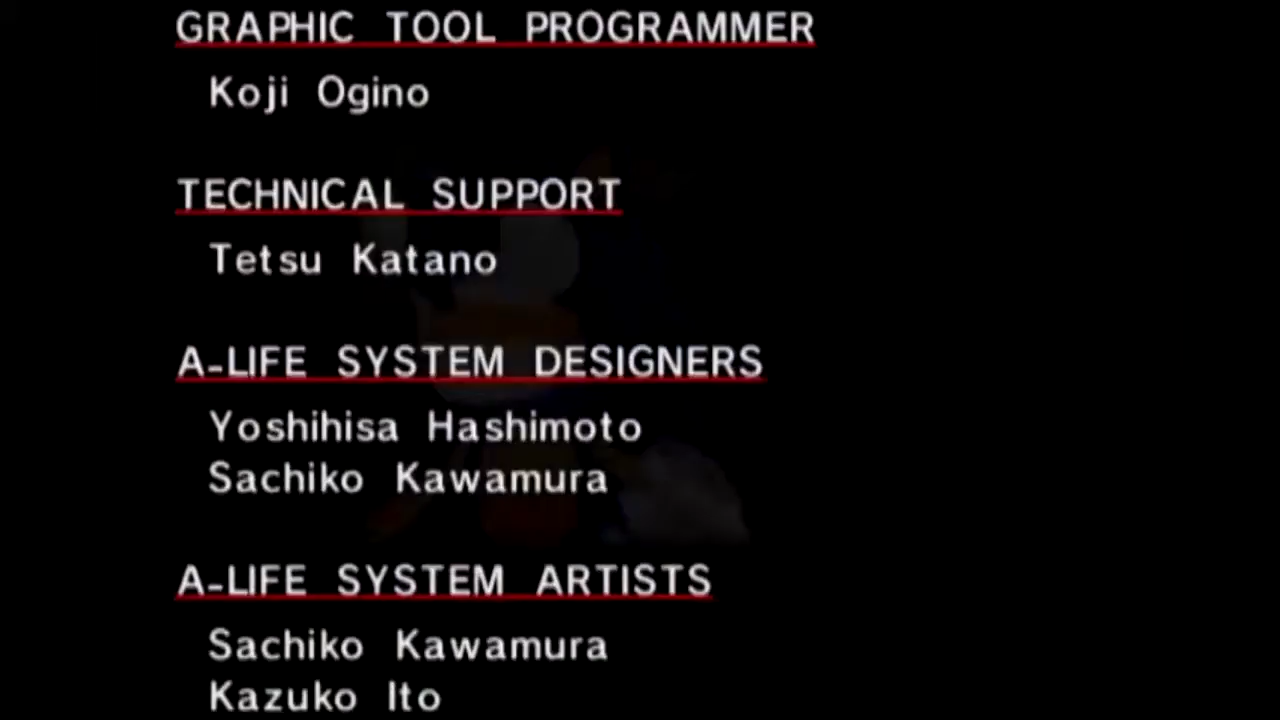 GRAPHIC TOOL PROGRAMMER
Koji Ogino
TECHNICAL SUPPORT
Tetsu Katano
A-LIFE SYSTEM DESIGNERS
Yoshihisa Hashimoto
Sachiko Kawamura
A-LIFE SYSTEM ARTISTS
Sachiko Kawamura
Kazuko Ito